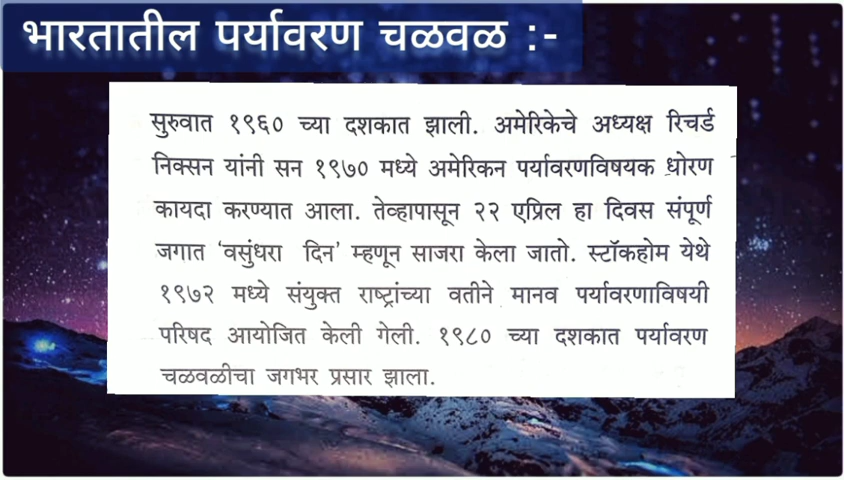 भारतातील पर्यावरण चळवळ :-
सुरुवात १९६० च्या दशकात झाली. अमेरिकेचे अध्यक्ष रिचर्ड
निक्सन यांनी सन १९७० मध्ये अमेरिकन पर्यावरणविषयक धोरण
कायदा करण्यात आला. तेव्हापासून २२ एप्रिल हा दिवस संपूर्ण
जगात ‘वसुंधरा दिन’ म्हणून साजरा केला जातो. स्टॉकहोम येथे
१९७२ मध्ये संयुक्त राष्ट्रांच्या वतीने मानव पर्यावरणाविषयी
परिषद आयोजित केली गेली. १९८० च्या दशकात पर्यावरण
चळवळीचा जगभर प्रसार झाला.